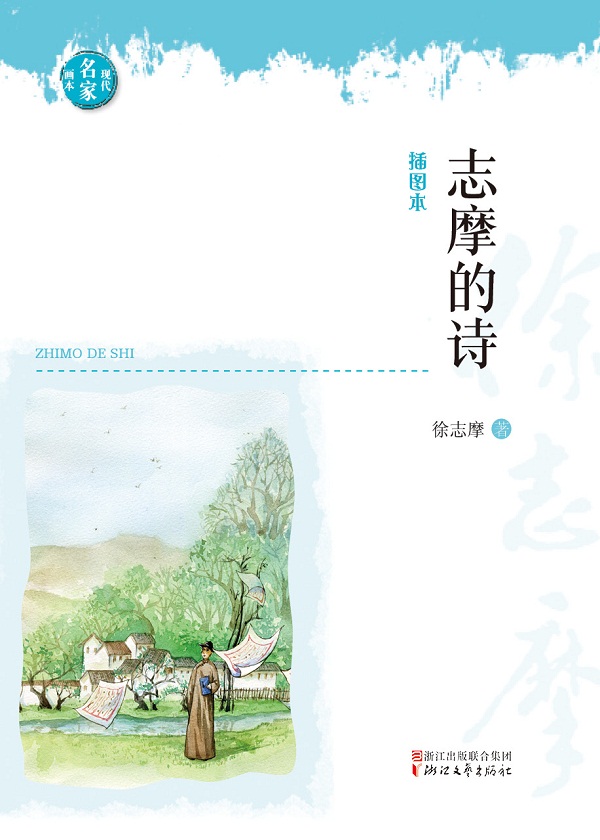 现代
名家
画本
志摩的诗
插图本
ZHIMO DE SHI
徐志摩 著
徐志摩
浙江出版联合集团
浙江文艺出版社